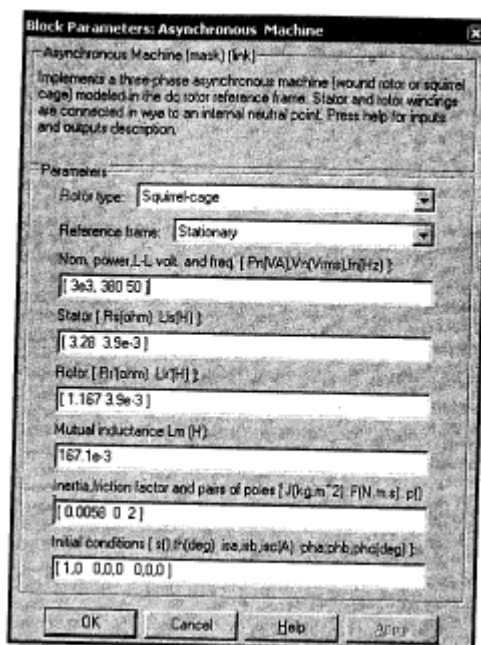 Block Parameters: Asynchronous Machine
Asynchronous Machine (mask) (link)
Implements a three-phase asynchronous machine (wound rotor or squirrel
cage) modeled in the dq rotor reference frame. Stator and rotor windings
are connected in wye to an internal neutral point. Press help for inputs
and outputs description.
Parameters
Rotor type: Squirrel-cage
Reference frame: Stationary
Nom. power,L-L volt. and freq. [ Pn(VA),Vn(Vrms),fn(Hz) ]:
[ 3e3, 380 50 ]
Stator [ Rs(ohm) Lls(H) ]:
[ 3.28 3.9e-3 ]
Rotor [ Rr'(ohm) Llr'(H) ]:
[ 1.167 3.9e-3 ]
Mutual inductance Lm (H):
167.1e-3
Inertia,friction factor and pairs of poles [ J(kg.m^2) F(N.m.s) p() ]
[ 0.0058 0 2 ]
Initial conditions [ s() th(deg) isa,isb,isc(A) pha,phb,phc(deg) ]:
[ 1,0 0,0,0 0,0,0 ]
OK Cancel Help Apply